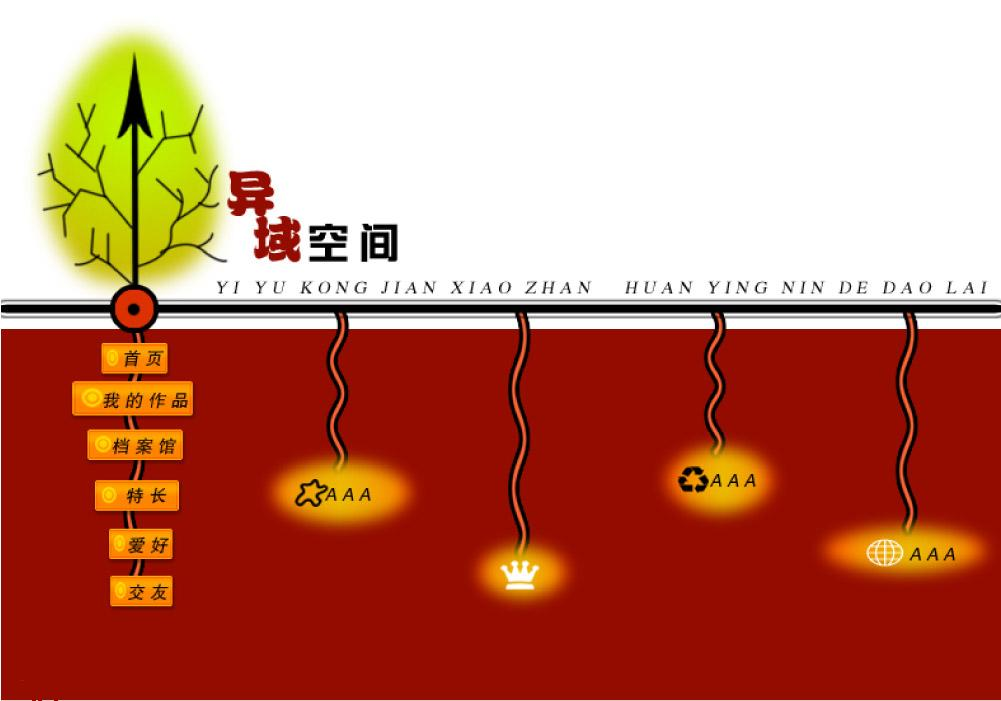 异
域空间
YI YU KONG JIAN XIAO ZHAN HUAN YING NIN DE DAO LAI
首页
我的作品
档案馆
特长
爱好
交友
AAA
AAA
AAA